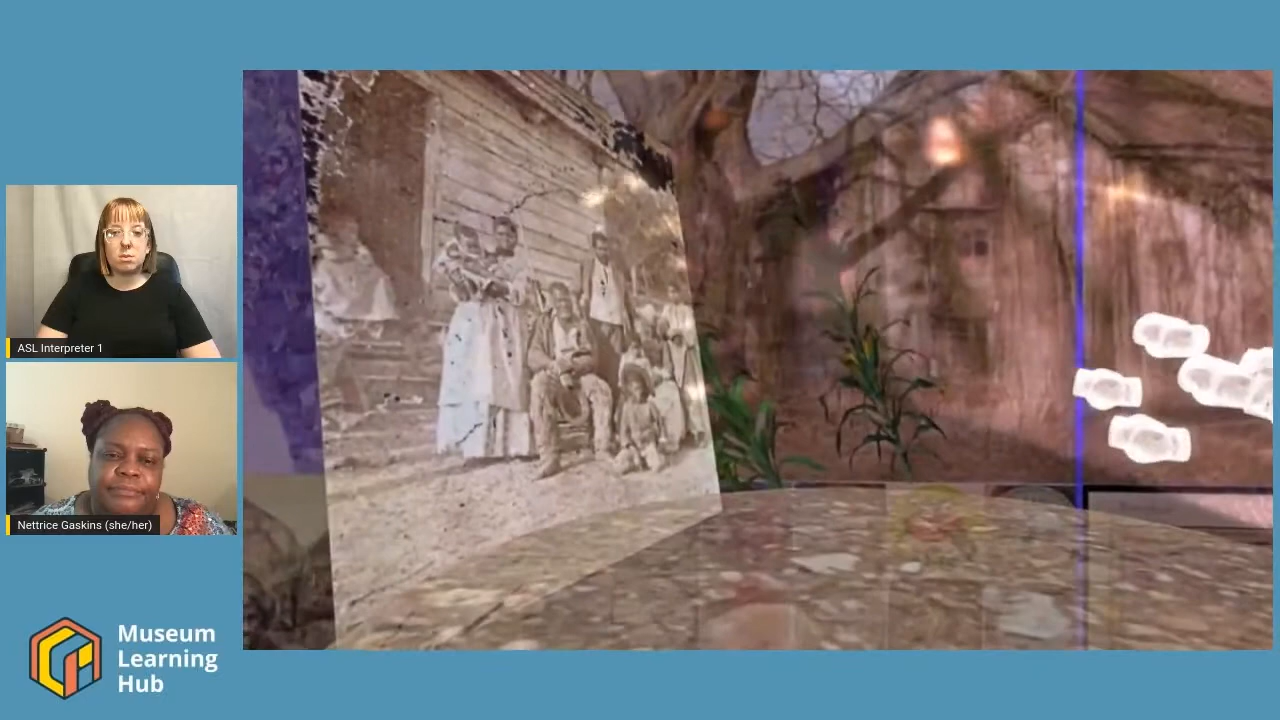 ASL Interpreter 1
Nettrice Gaskins (she/her)
Museum
Learning
Hub